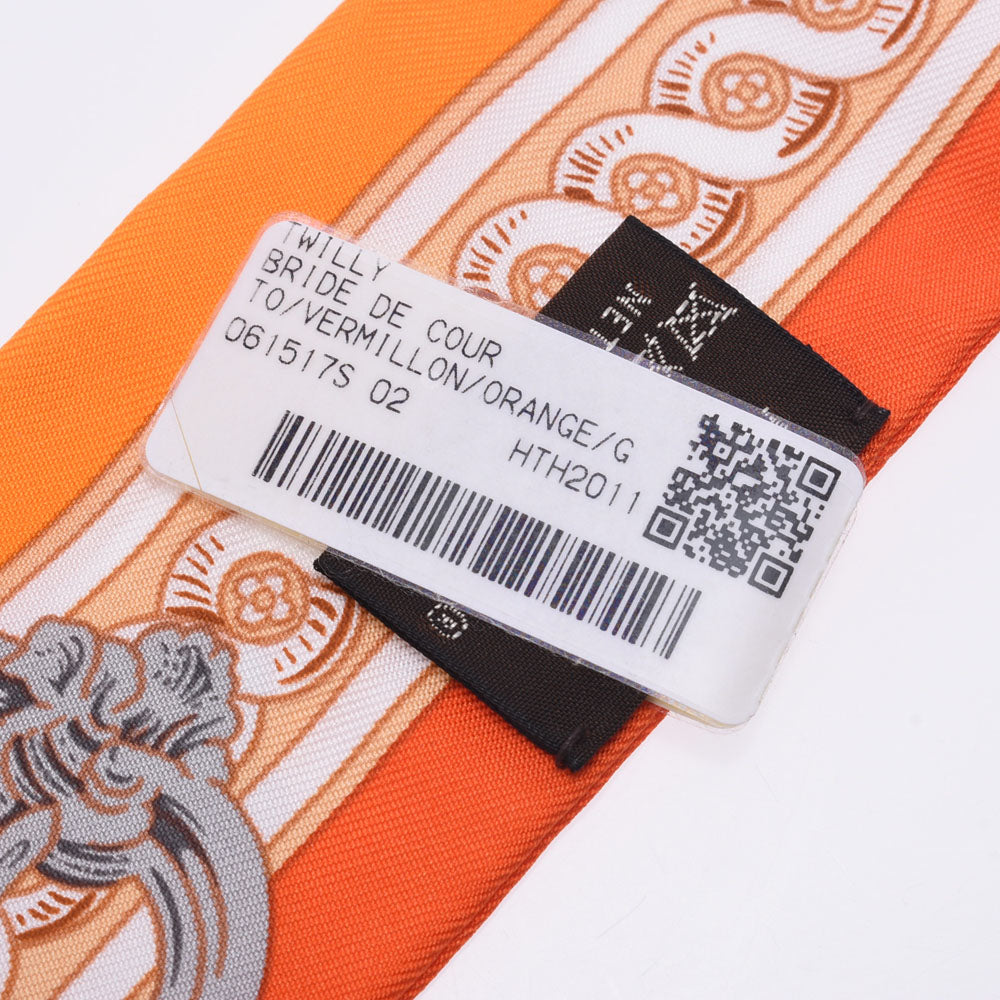 TWILLY
BRIDE DE COUR
TO/VERMILLON/ORANGE/G
061517S 02
HTH2011